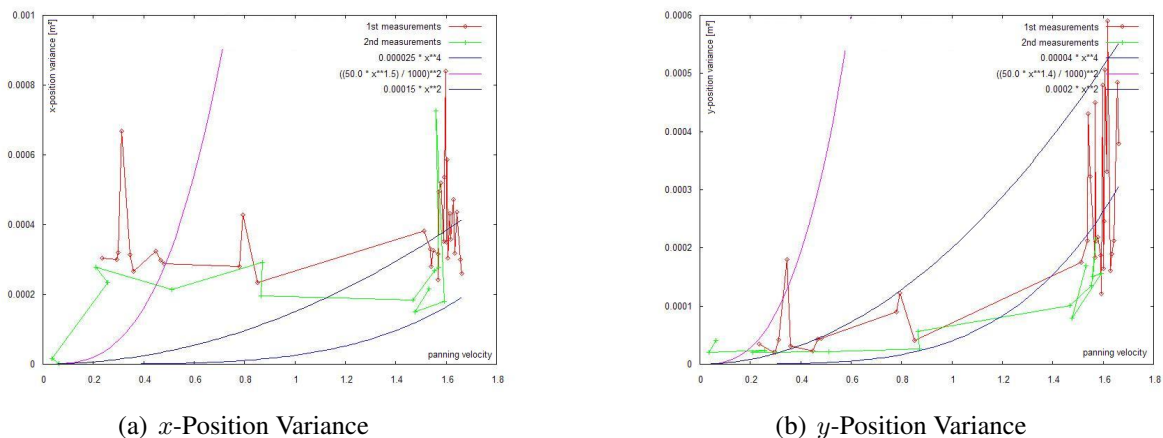 x-position variance [m²]
0.001
0.0008
0.0006
0.0004
0.0002
0
1st measurements
2nd measurements
0.000025 * x**4
((50.0 * x**1.5) / 1000)**2
0.00015 * x**2
panning velocity
0 0.2 0.4 0.6 0.8 1 1.2 1.4 1.6 1.8
(a) x-Position Variance
y-position variance [m²]
0.0006
0.0005
0.0004
0.0003
0.0002
0.0001
0
1st measurements
2nd measurements
0.00004 * x**4
((50.0 * x**1.4) / 1000)**2
0.0002 * x**2
panning velocity
0 0.2 0.4 0.6 0.8 1 1.2 1.4 1.6 1.8
(b) y-Position Variance